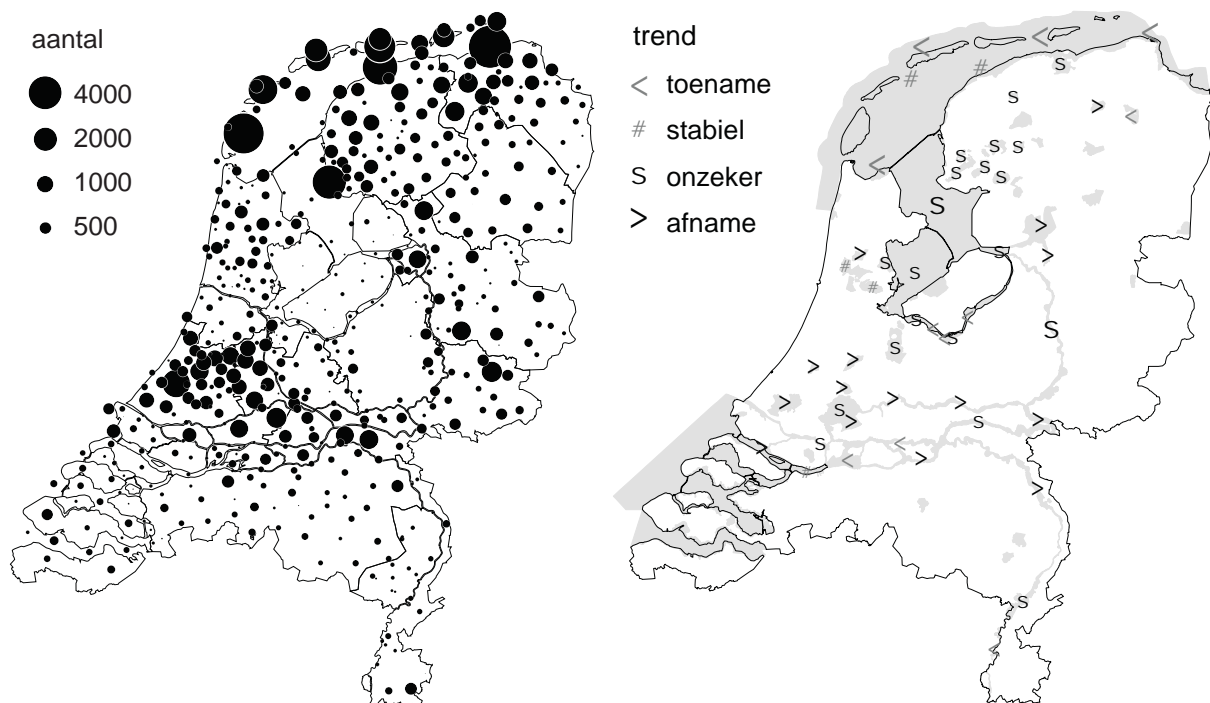 aantal
4000
2000
1000
500
trend
< toename
# stabiel
S onzeker
> afname